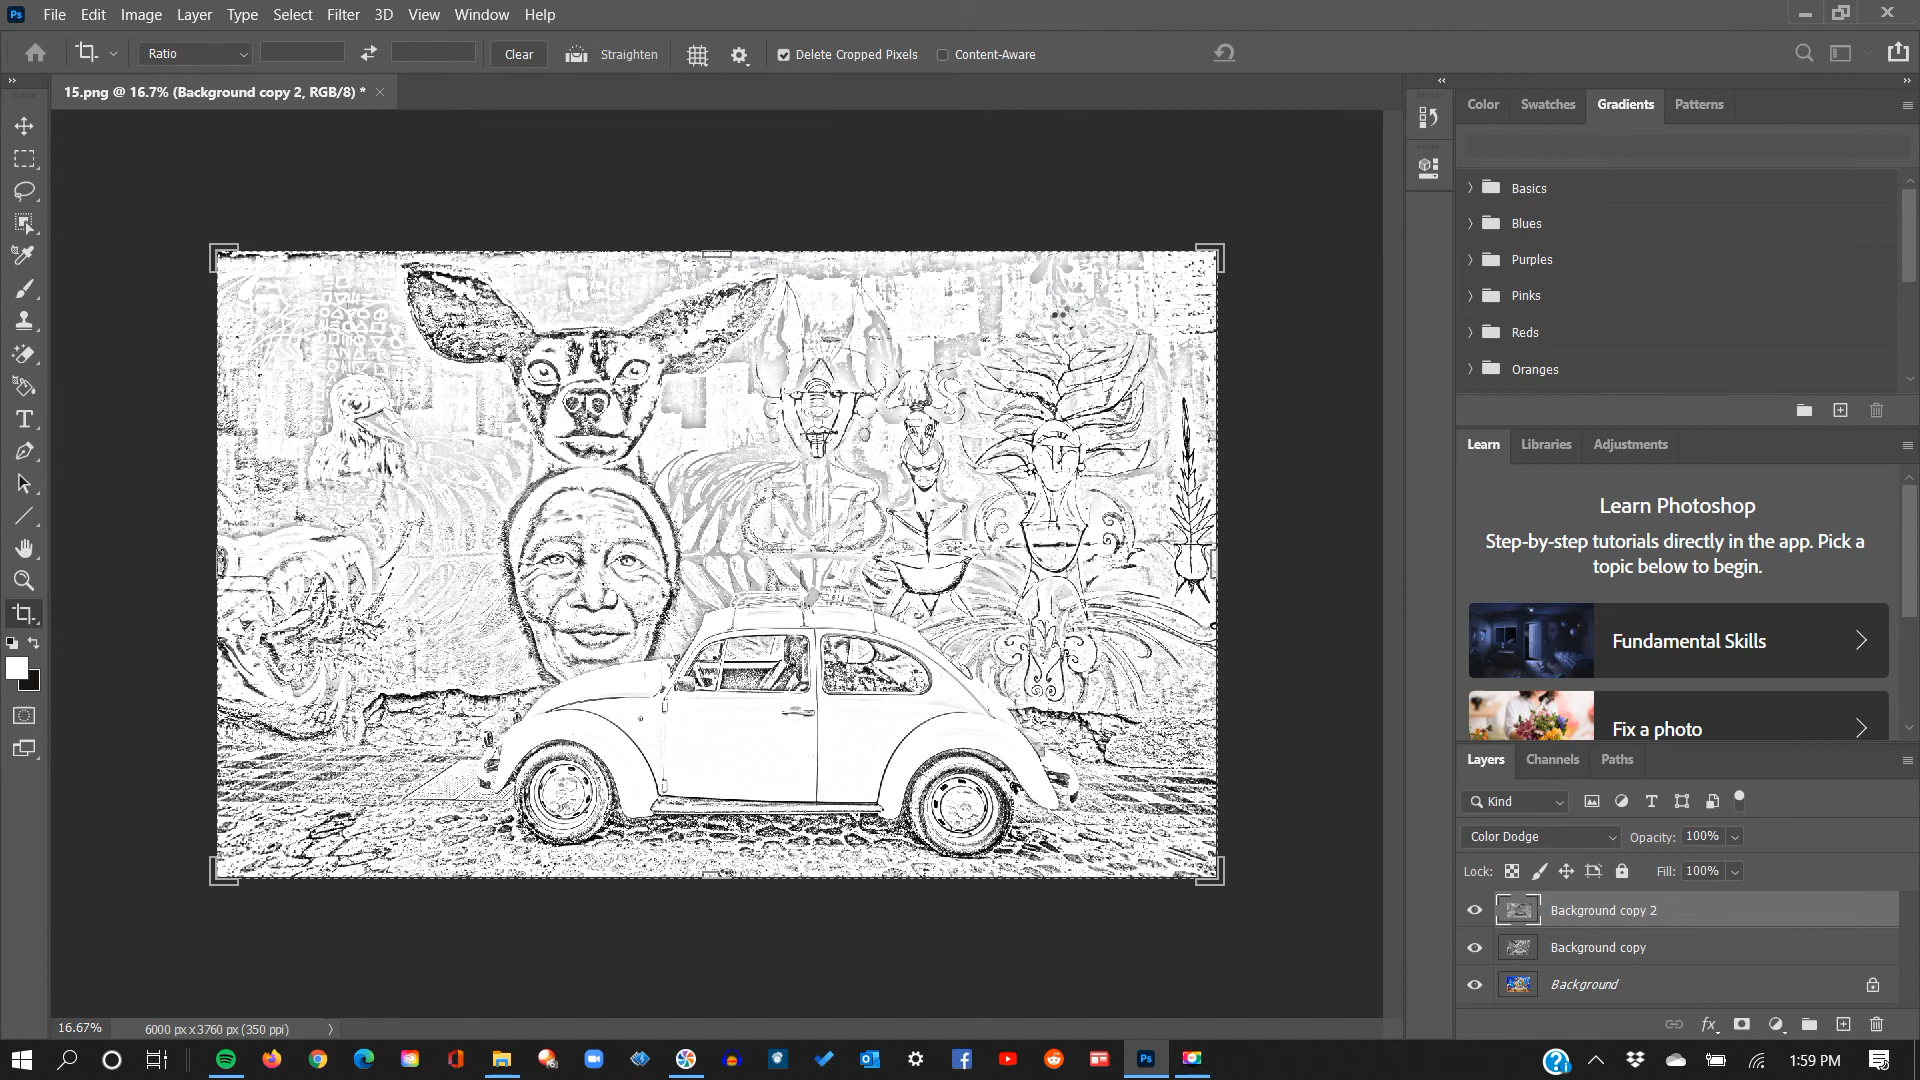 Ps File Edit Image Layer Type Select Filter 3D View Window Help
Ratio Clear Straighten Delete Cropped Pixels Content-Aware
15.png @ 16.7% (Background copy 2, RGB/8) *
Color Swatches Gradients Patterns
Basics
Blues
Purples
Pinks
Reds
Oranges
Learn Libraries Adjustments
Learn Photoshop
Step-by-step tutorials directly in the app. Pick a
topic below to begin.
Fundamental Skills
Fix a photo
Layers Channels Paths
Kind
Color Dodge Opacity: 100%
Lock: Fill: 100%
Background copy 2
Background copy
Background
16.67% 6000 px x 3760 px (350 ppi)
Ps 1:59 PM